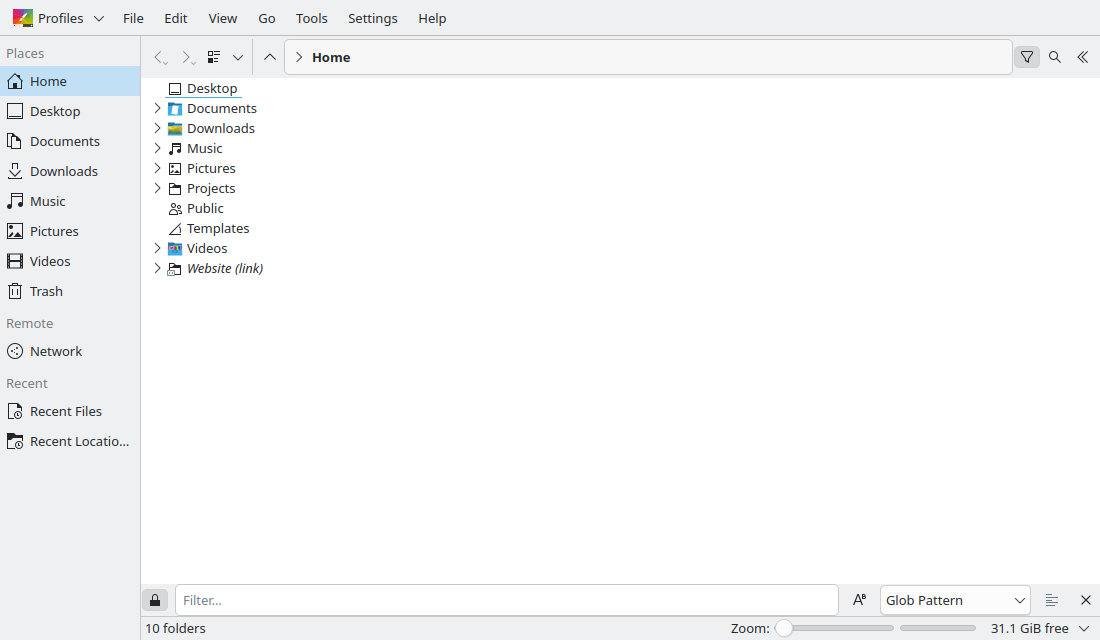 Profiles File Edit View Go Tools Settings Help
Places
Home
Desktop
Documents
Downloads
Music
Pictures
Videos
Trash
Remote
Network
Recent
Recent Files
Recent Locatio...
Home
Desktop
Documents
Downloads
Music
Pictures
Projects
Public
Templates
Videos
Website (link)
Filter... Aᴮ Glob Pattern
10 folders Zoom: 31.1 GiB free